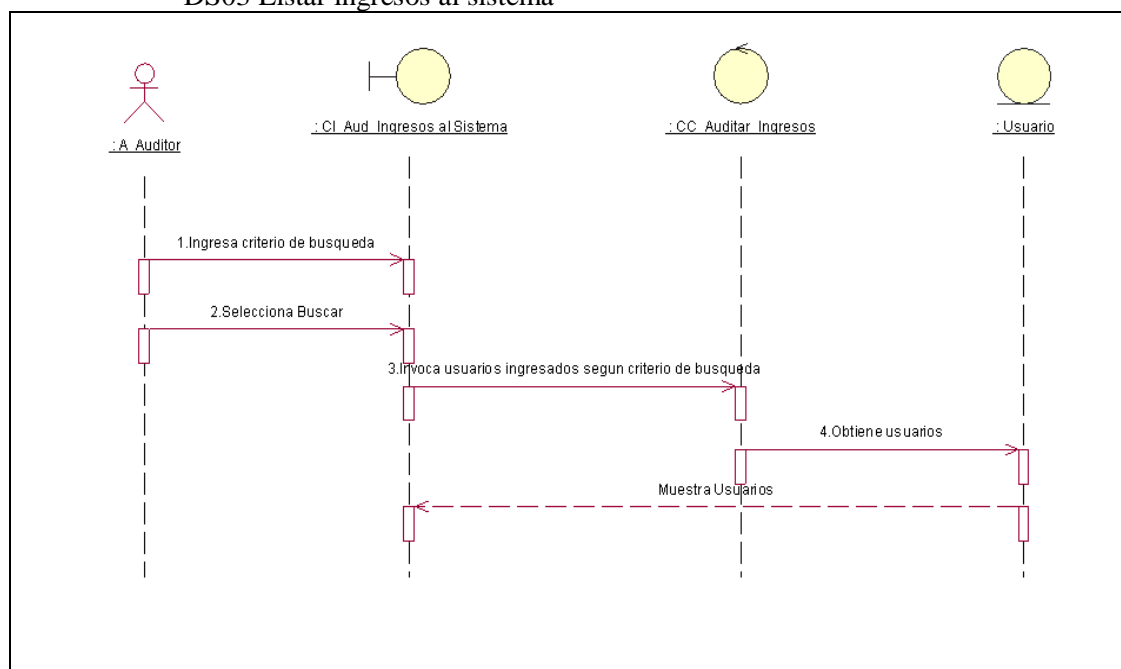 DS03 Listar ingresos al sistema
: CI_Aud_Ingresos al Sistema
: CC_Auditar_Ingresos
: Usuario
: A_Auditor
1.Ingresa criterio de busqueda
2.Selecciona Buscar
3.Invoca usuarios ingresados segun criterio de busqueda
4.Obtiene usuarios
Muestra Usuarios